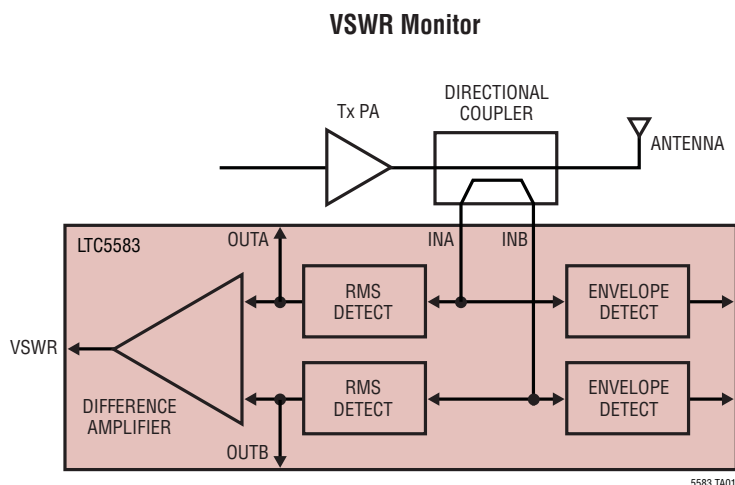 VSWR Monitor
DIRECTIONAL
COUPLER
Tx PA
ANTENNA
LTC5583
OUTA
INA
INB
RMS
DETECT
ENVELOPE
DETECT
VSWR
RMS
DETECT
ENVELOPE
DETECT
DIFFERENCE
AMPLIFIER
OUTB
5583 TA01